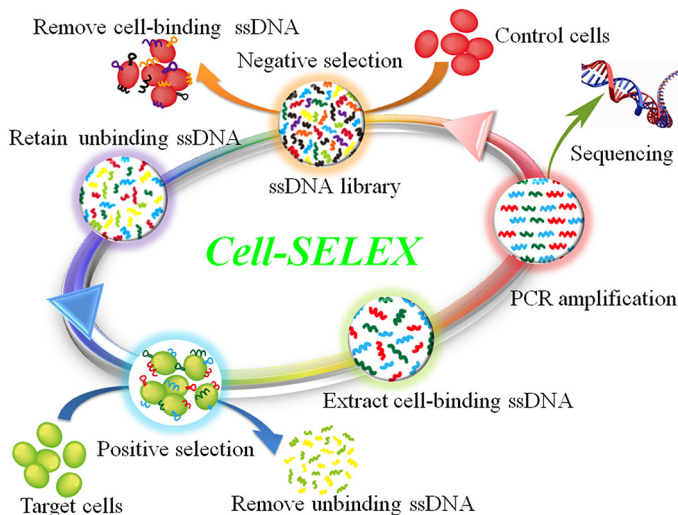 Remove cell-binding ssDNA
Negative selection
Control cells
Retain unbinding ssDNA
ssDNA library
Sequencing
Cell-SELEX
PCR amplification
Extract cell-binding ssDNA
Positive selection
Target cells
Remove unbinding ssDNA